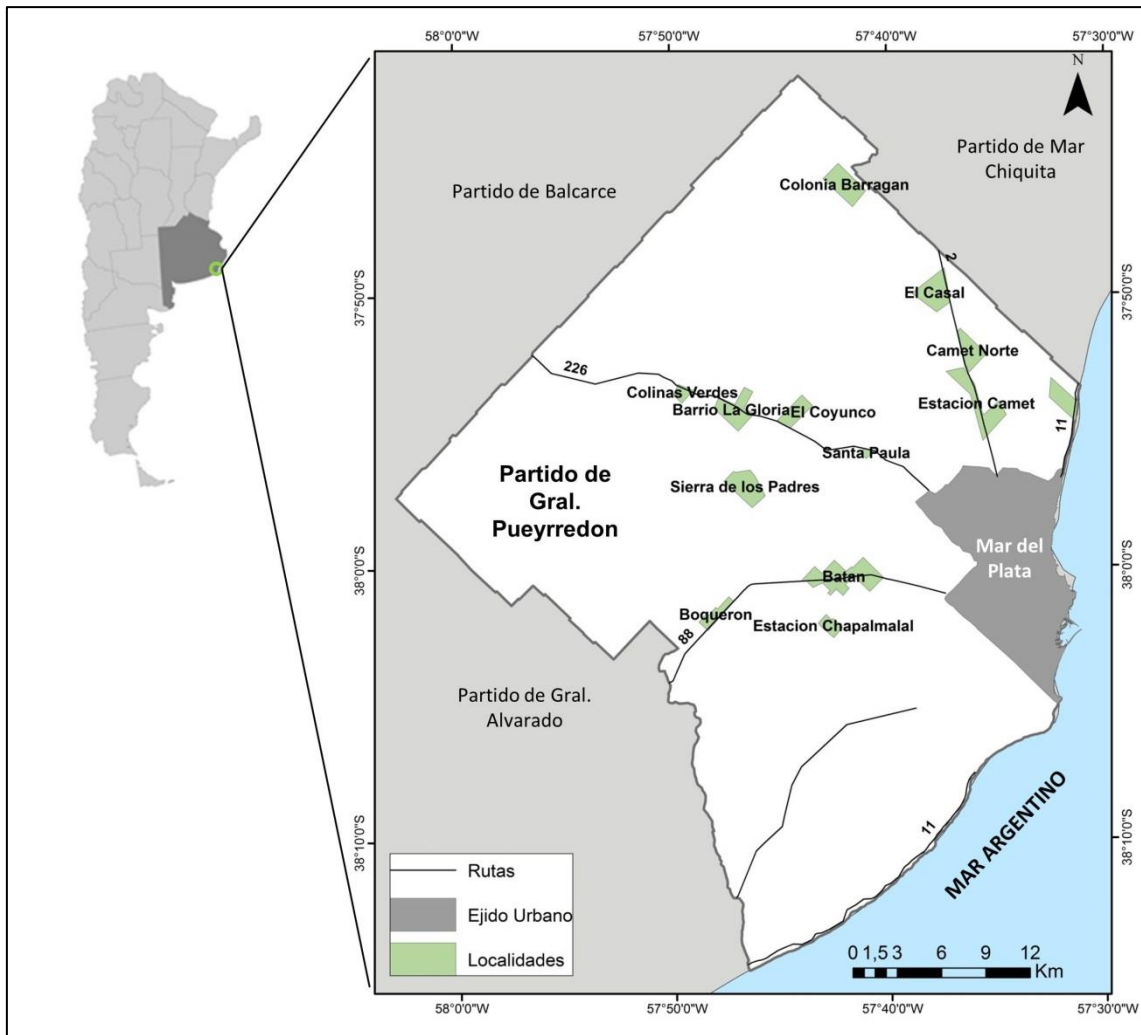 58°0'0"W
57°50'0"W
57°40'0"W
57°30'0"W
N
Partido de Mar
Chiquita
Partido de Balcarce
Colonia Barragan
2
37°50'0"S
37°50'0"S
El Casal
Camet Norte
226
Colinas Verdes
Estacion Camet
Barrio La Gloria
El Coyunco
11
Santa Paula
Partido de
Gral.
Pueyrredon
Sierra de los Padres
Mar del
Plata
38°0'0"S
38°0'0"S
Batan
Boqueron
Estacion Chapalmalal
88
Partido de Gral.
Alvarado
MAR ARGENTINO
11
38°10'0"S
38°10'0"S
Rutas
Ejido Urbano
Localidades
0 1,5 3 6 9 12
Km
58°0'0"W
57°50'0"W
57°40'0"W
57°30'0"W